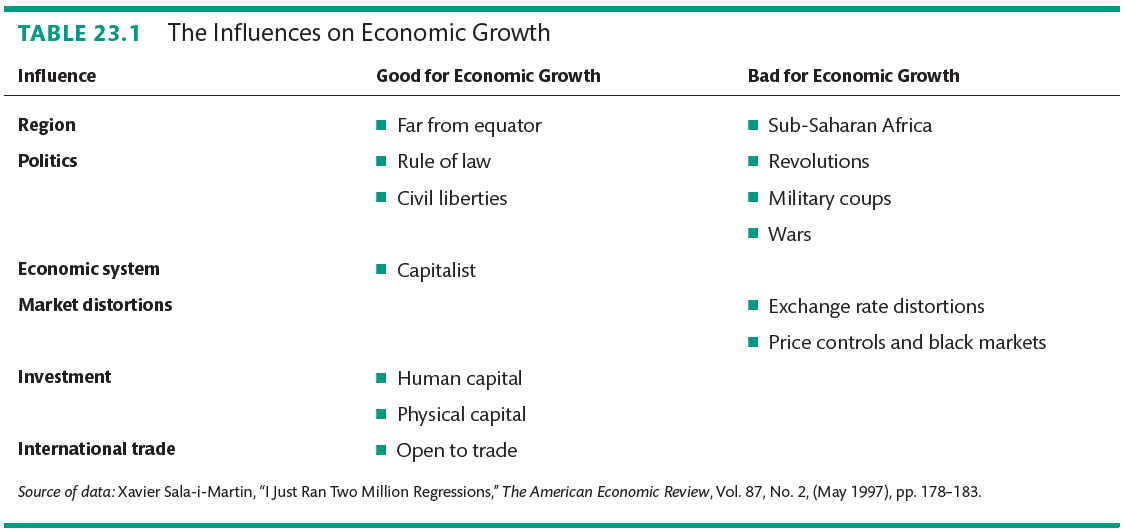 TABLE 23.1 The Influences on Economic Growth
Influence Good for Economic Growth Bad for Economic Growth
Region ■ Far from equator ■ Sub-Saharan Africa
Politics ■ Rule of law ■ Revolutions
■ Civil liberties ■ Military coups
■ Wars
Economic system ■ Capitalist
Market distortions ■ Exchange rate distortions
■ Price controls and black markets
Investment ■ Human capital
■ Physical capital
International trade ■ Open to trade
Source of data: Xavier Sala-i-Martin, “I Just Ran Two Million Regressions,” The American Economic Review, Vol. 87, No. 2, (May 1997), pp. 178–183.